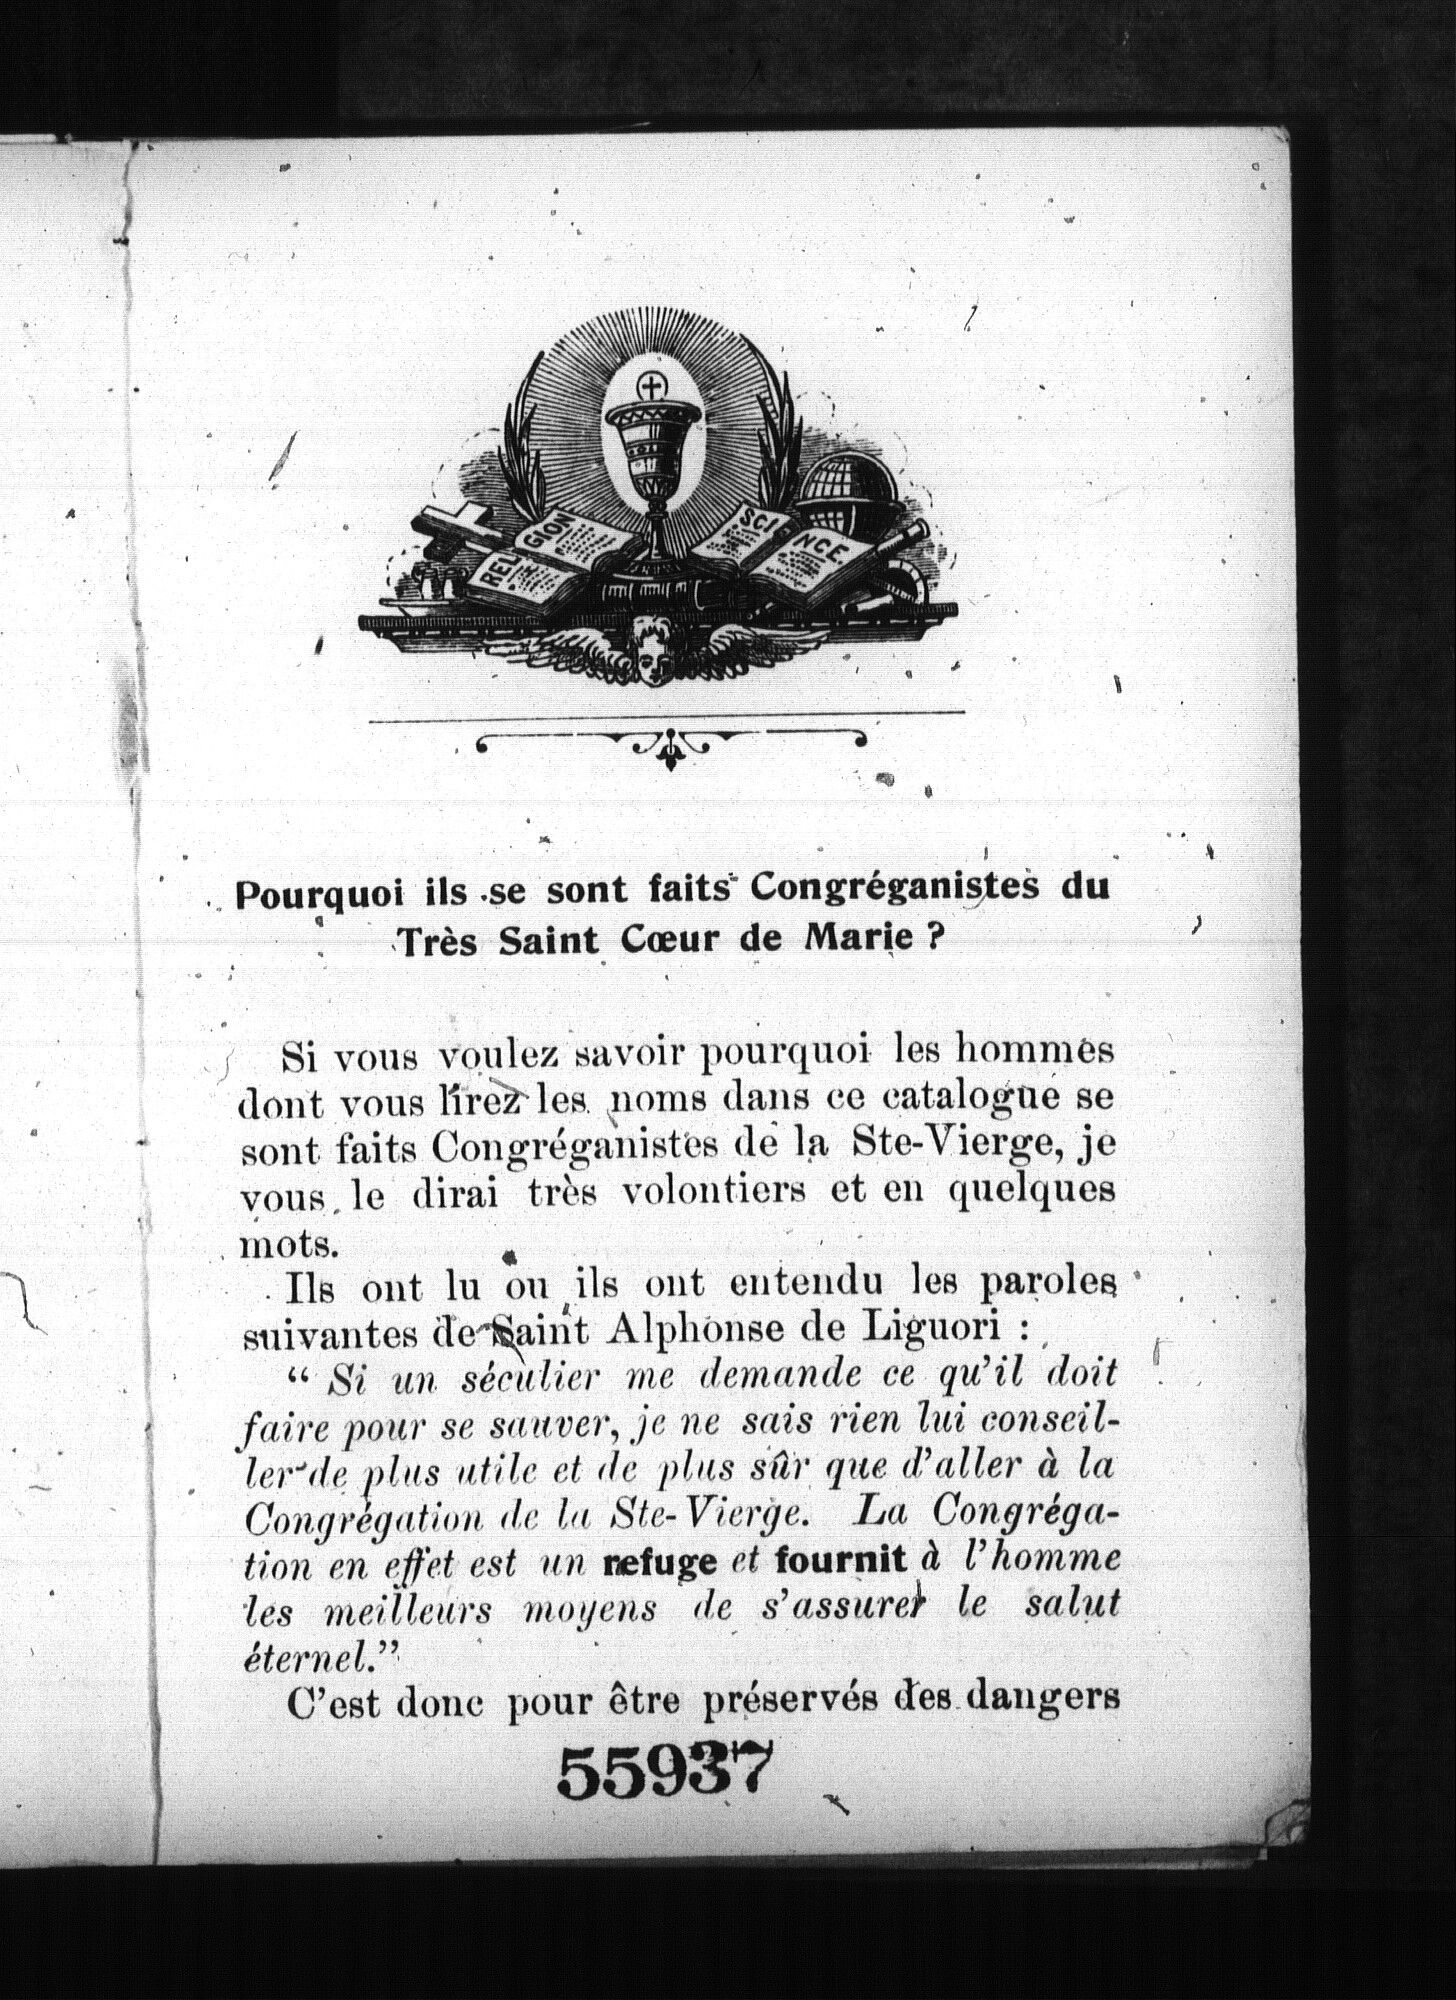 RELIGION
SCIENCE
Pourquoi ils se sont faits Congréganistes du
Très Saint Cœur de Marie ?
Si vous voulez savoir pourquoi les hommes
dont vous lirez les noms dans ce catalogue se
sont faits Congréganistes de la Ste-Vierge, je
vous le dirai très volontiers et en quelques
mots.
Ils ont lu ou ils ont entendu les paroles
suivantes de Saint Alphonse de Liguori :
“ Si un séculier me demande ce qu’il doit
faire pour se sauver, je ne sais rien lui conseil-
ler de plus utile et de plus sûr que d’aller à la
Congrégation de la Ste-Vierge. La Congréga-
tion en effet est un refuge et fournit à l’homme
les meilleurs moyens de s’assurer le salut
éternel.”
C’est donc pour être préservés des dangers
55937